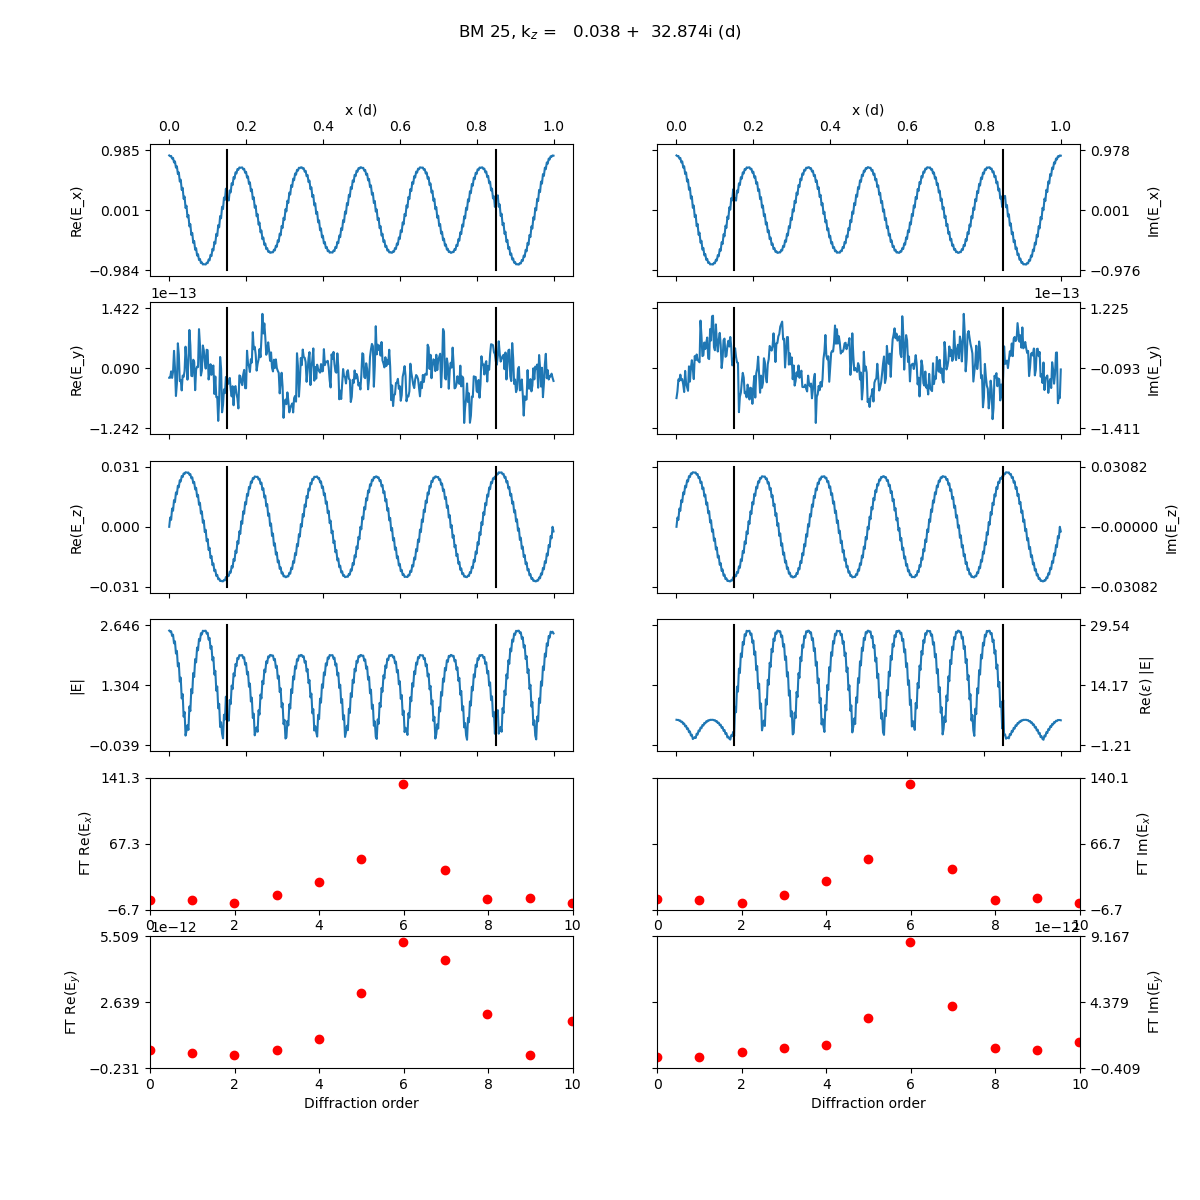 BM 25, k_z =   0.038 +  32.874i (d)
x (d)
x (d)
0.0 0.2 0.4 0.6 0.8 1.0
0.0 0.2 0.4 0.6 0.8 1.0
Re(E_x)
0.985
0.001
−0.984
0.978
0.001
−0.976
Im(E_x)
1e−13
1e−13
Re(E_y)
1.422
0.090
−1.242
1.225
−0.093
−1.411
Im(E_y)
Re(E_z)
0.031
0.000
−0.031
0.03082
−0.00000
−0.03082
Im(E_z)
|E|
2.646
1.304
−0.039
29.54
14.17
−1.21
Re(ε) |E|
FT Re(E_x)
141.3
67.3
−6.7
140.1
66.7
−6.7
FT Im(E_x)
0 2 4 6 8 10
0 2 4 6 8 10
1e−12
1e−12
FT Re(E_y)
5.509
2.639
−0.231
9.167
4.379
−0.409
FT Im(E_y)
0 2 4 6 8 10
0 2 4 6 8 10
Diffraction order
Diffraction order